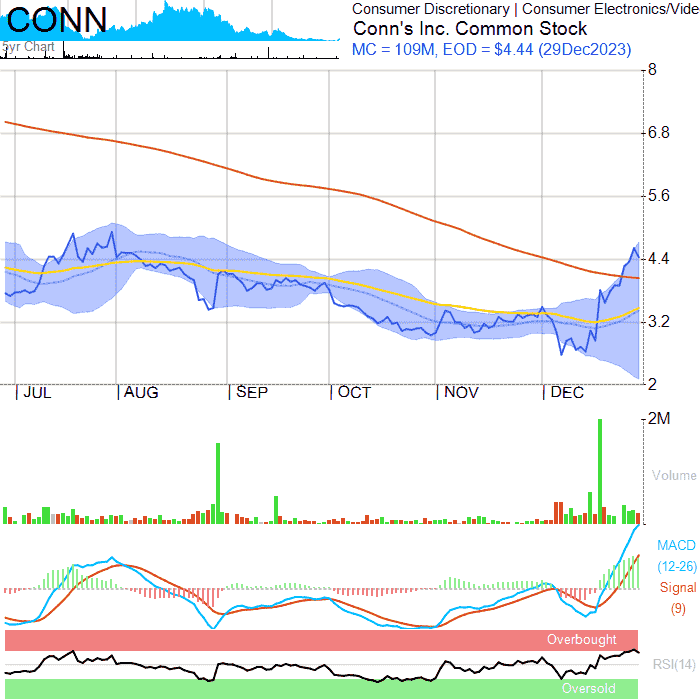 CONN
5yr Chart
Consumer Discretionary | Consumer Electronics/Vide
Conn's Inc. Common Stock
MC = 109M, EOD = $4.44 (29Dec2023)
8
6.8
5.6
4.4
3.2
2
JUL AUG SEP OCT NOV DEC
2M
Volume
MACD
(12-26)
Signal
(9)
Overbought
RSI(14)
Oversold